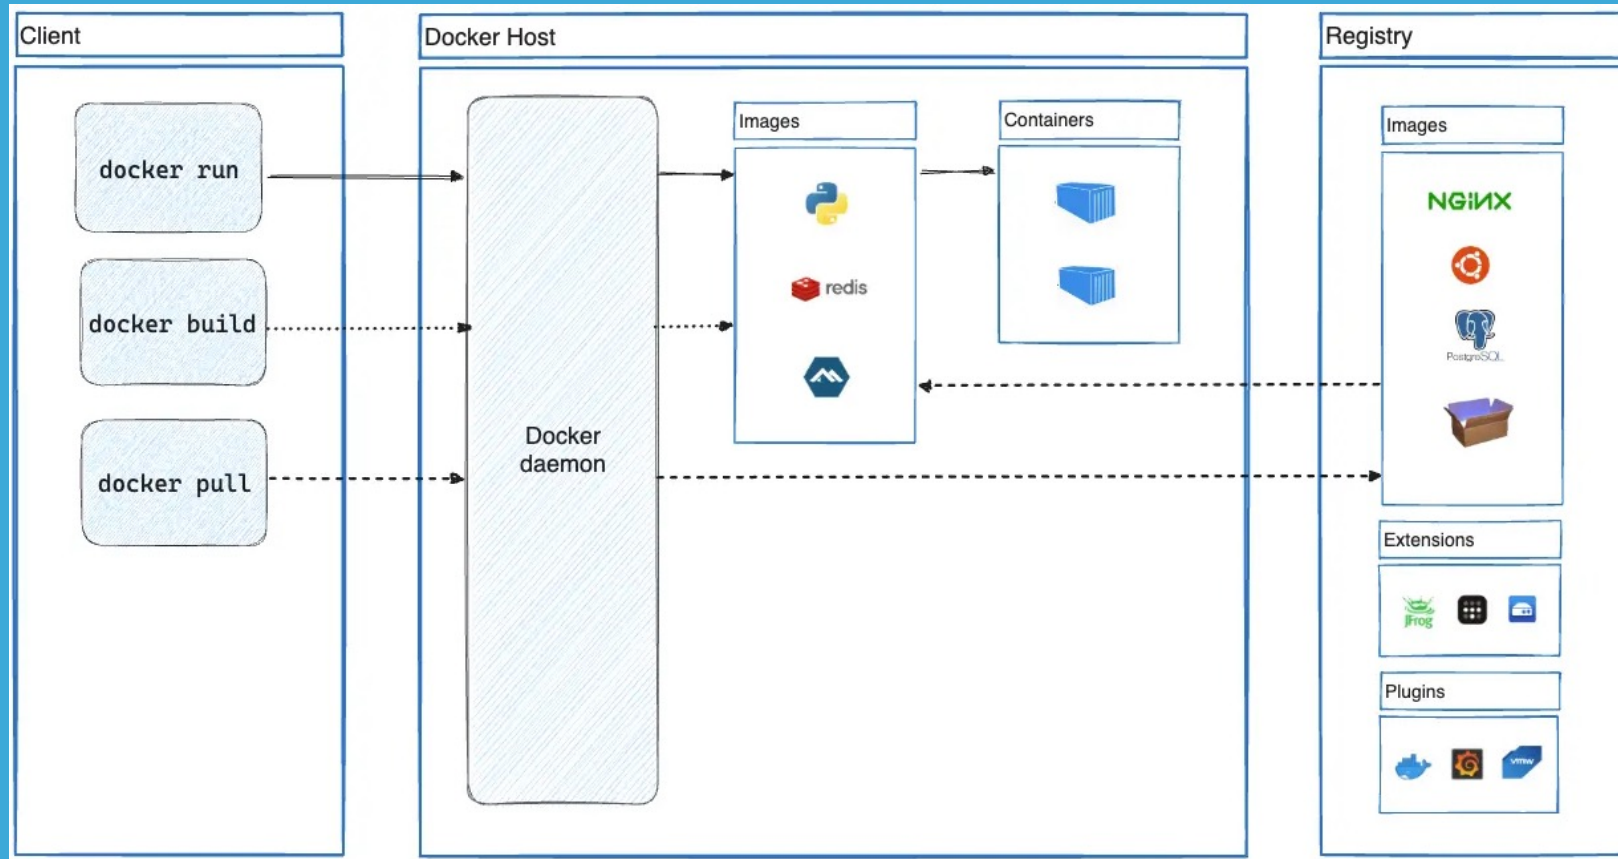 Client
docker run
docker build
docker pull
Docker Host
Docker
daemon
Images
redis
Containers
Registry
Images
NGINX
PostgreSQL
Extensions
JFrog
Plugins
vmw